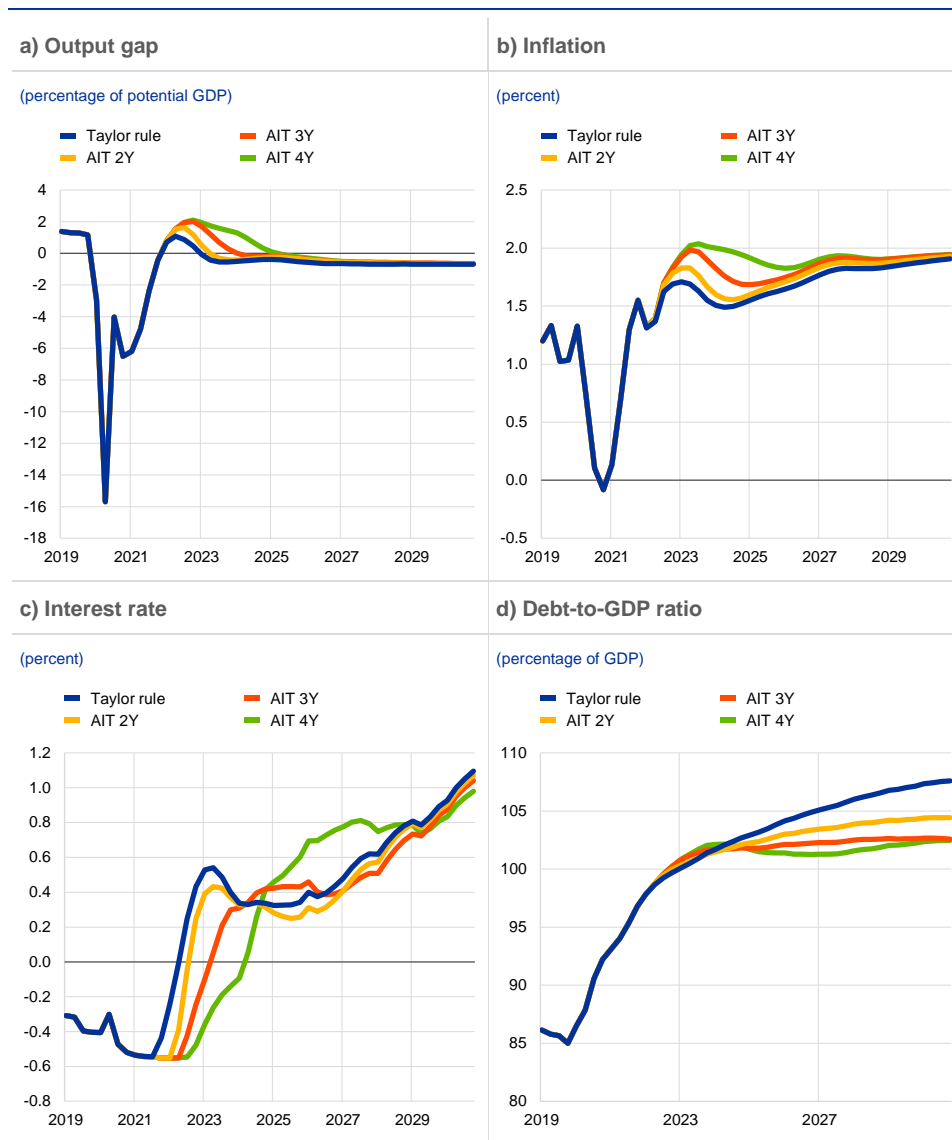 a) Output gap
(percentage of potential GDP)
Taylor rule
AIT 3Y
AIT 2Y
AIT 4Y
4
2
0
-2
-4
-6
-8
-10
-12
-14
-16
-18
2019
2021
2023
2025
2027
2029
b) Inflation
(percent)
Taylor rule
AIT 3Y
AIT 2Y
AIT 4Y
2.5
2.0
1.5
1.0
0.5
0.0
-0.5
2019
2021
2023
2025
2027
2029
c) Interest rate
(percent)
Taylor rule
AIT 3Y
AIT 2Y
AIT 4Y
1.2
1.0
0.8
0.6
0.4
0.2
0.0
-0.2
-0.4
-0.6
-0.8
2019
2021
2023
2025
2027
2029
d) Debt-to-GDP ratio
(percentage of GDP)
Taylor rule
AIT 3Y
AIT 2Y
AIT 4Y
110
105
100
95
90
85
80
2019
2023
2027